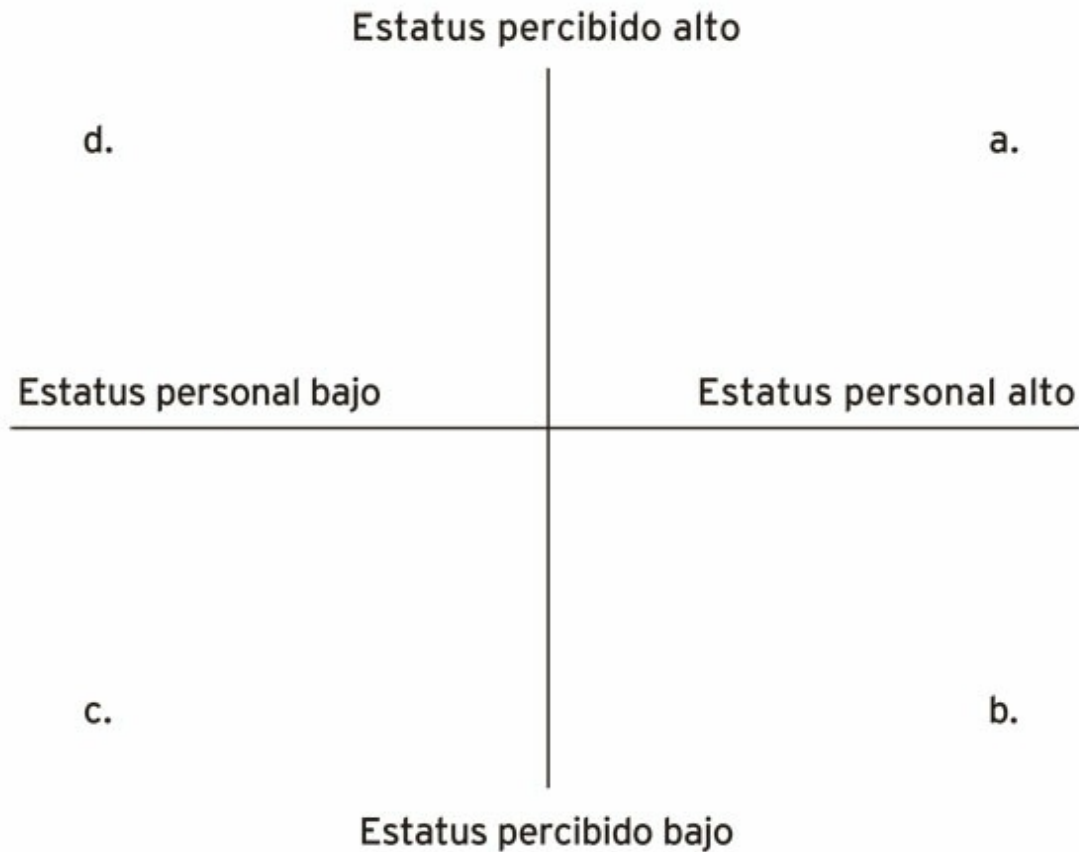 Estatus percibido alto
d.
a.
Estatus personal bajo
Estatus personal alto
c.
b.
Estatus percibido bajo